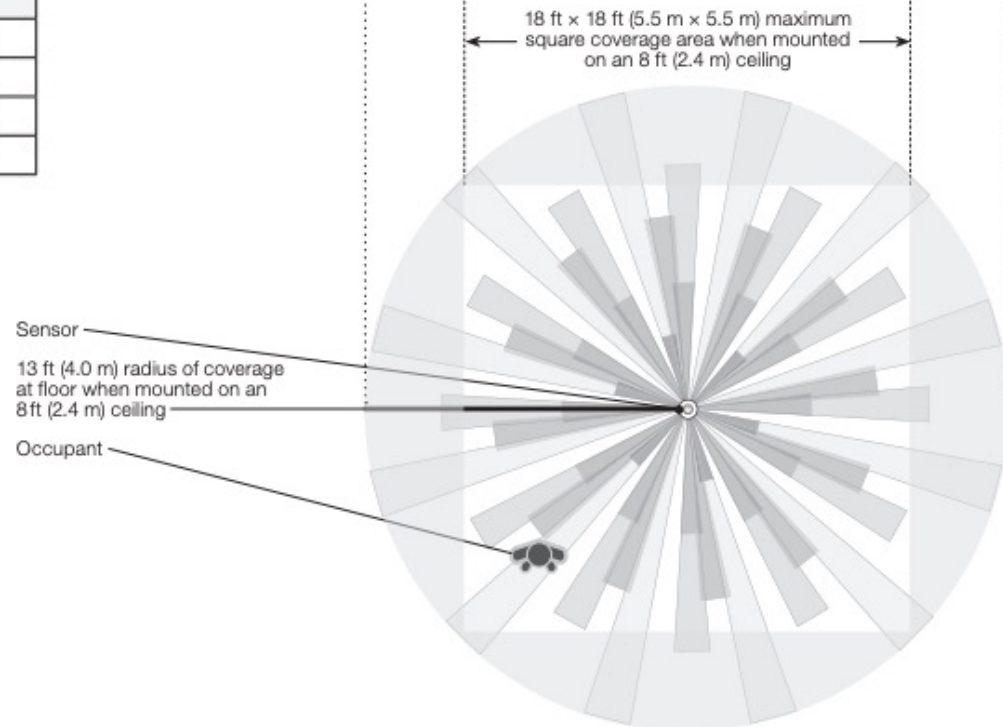 18 ft × 18 ft (5.5 m × 5.5 m) maximum
square coverage area when mounted
on an 8 ft (2.4 m) ceiling
Sensor
13 ft (4.0 m) radius of coverage
at floor when mounted on an
8 ft (2.4 m) ceiling
Occupant